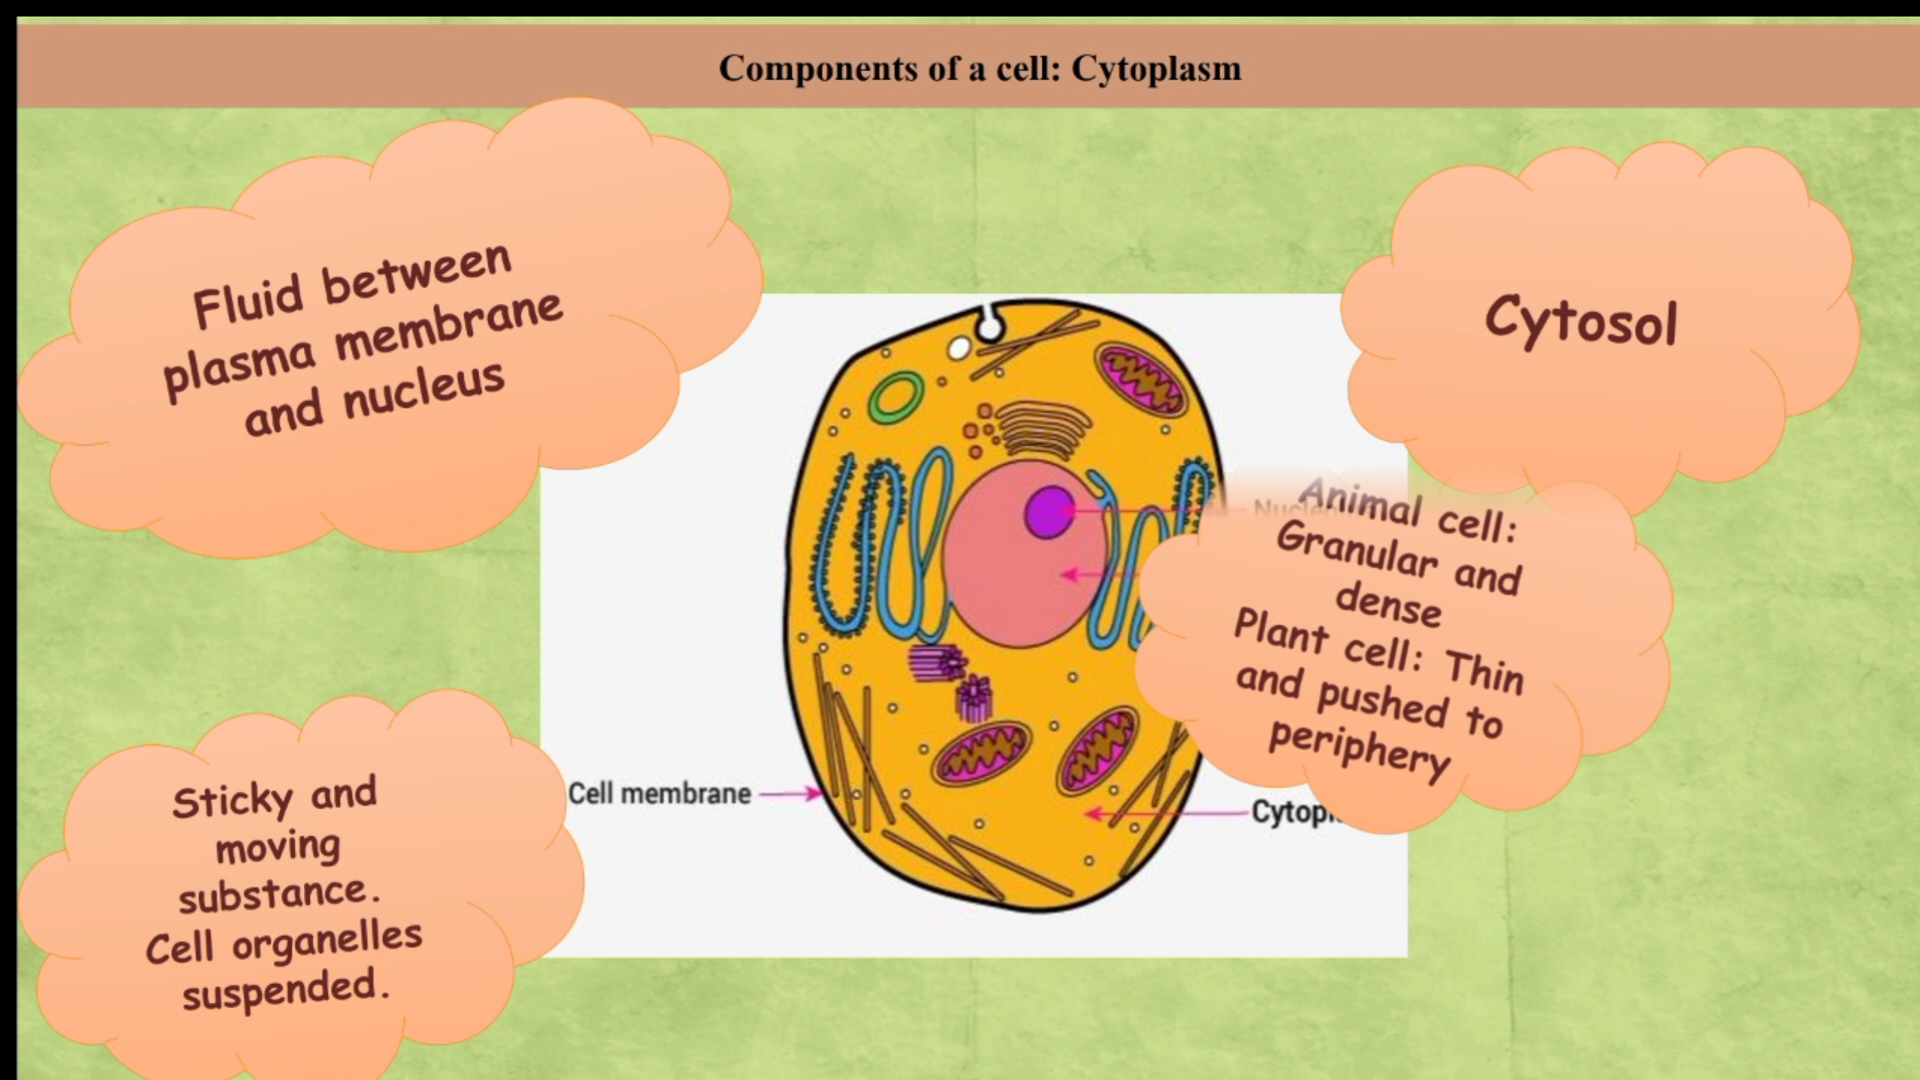 Components of a cell: Cytoplasm
Fluid between
plasma membrane
and nucleus
Cytosol
Animal cell:
Granular and
dense
Plant cell: Thin
and pushed to
periphery
Sticky and
moving
substance.
Cell organelles
suspended.
Cell membrane